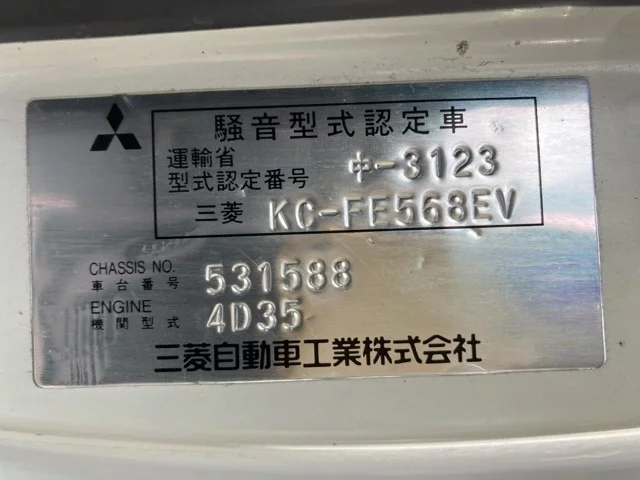 騒音型式認定車
運輸省
型式認定番号 中-3123
三菱 KC-FE568EV
CHASSIS NO.
車台番号 531588
ENGINE
機関型式 4D35
三菱自動車工業株式会社